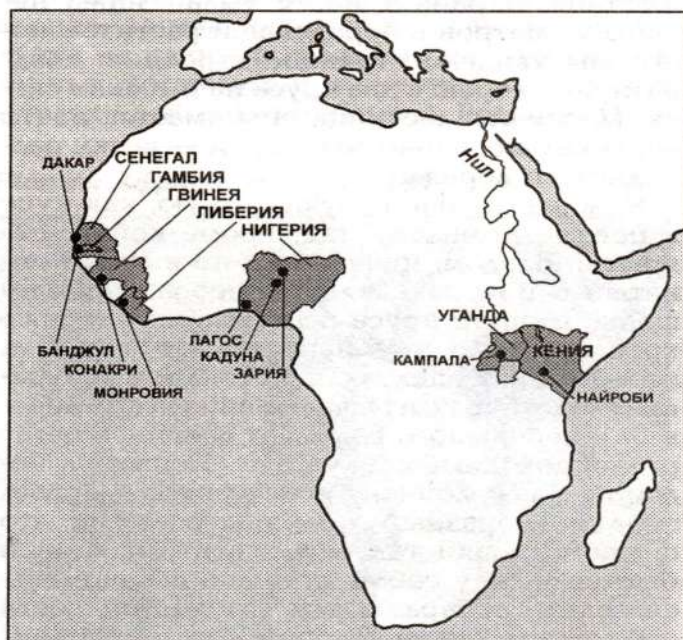 Нил
ДАКАР
СЕНЕГАЛ
ГАМБИЯ
ГВИНЕЯ
ЛИБЕРИЯ
НИГЕРИЯ
БАНДЖУЛ
КОНАКРИ
МОНРОВИЯ
ЛАГОС
КАДУНА
ЗАРИЯ
УГАНДА
КЕНИЯ
КАМПАЛА
НАЙРОБИ